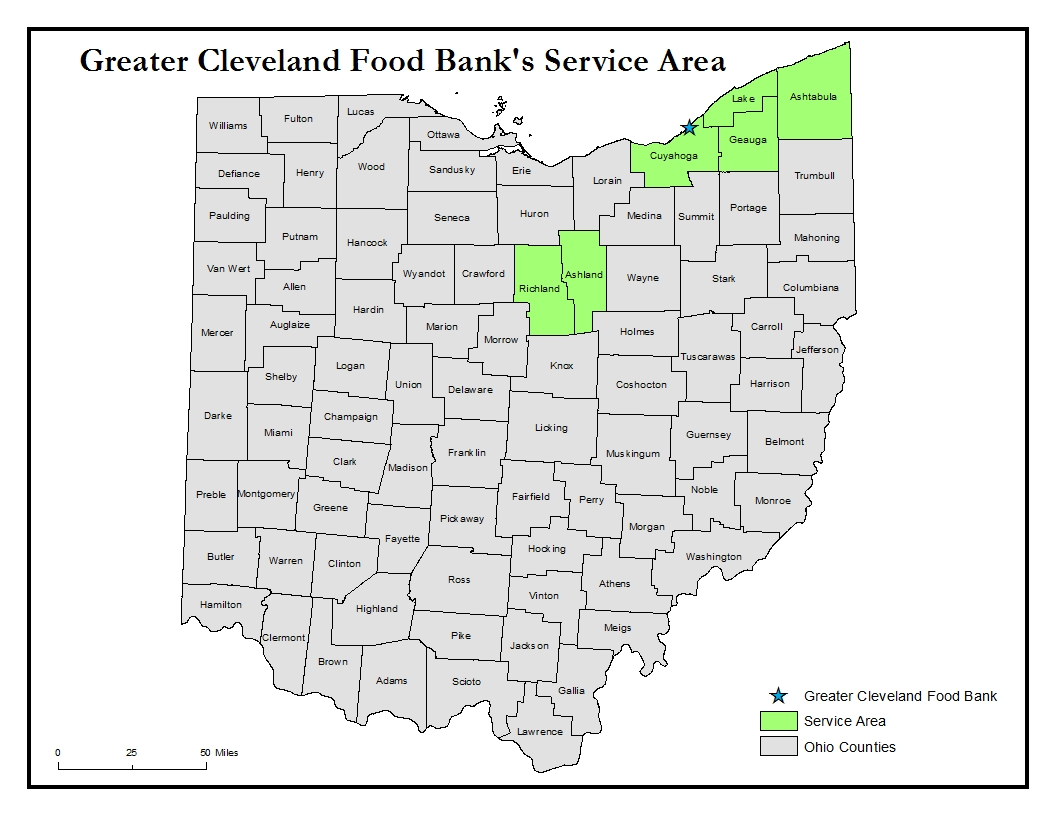 Greater Cleveland Food Bank's Service Area
Williams
Fulton
Lucas
Ottawa
Lake
Ashtabula
Defiance
Henry
Wood
Sandusky
Erie
Lorain
Cuyahoga
Geauga
Trumbull
Paulding
Putnam
Hancock
Seneca
Huron
Medina
Summit
Portage
Mahoning
Van Wert
Allen
Wyandot
Crawford
Richland
Ashland
Wayne
Stark
Columbiana
Mercer
Auglaize
Hardin
Marion
Morrow
Holmes
Carroll
Jefferson
Shelby
Logan
Union
Delaware
Knox
Coshocton
Tuscarawas
Harrison
Darke
Miami
Champaign
Clark
Madison
Franklin
Licking
Muskingum
Guernsey
Belmont
Preble
Montgomery
Greene
Fayette
Pickaway
Fairfield
Perry
Morgan
Noble
Monroe
Butler
Warren
Clinton
Ross
Hocking
Vinton
Athens
Washington
Hamilton
Clermont
Highland
Pike
Jackson
Meigs
Brown
Adams
Scioto
Gallia
Lawrence
Greater Cleveland Food Bank
Service Area
Ohio Counties
0 25 50 Miles